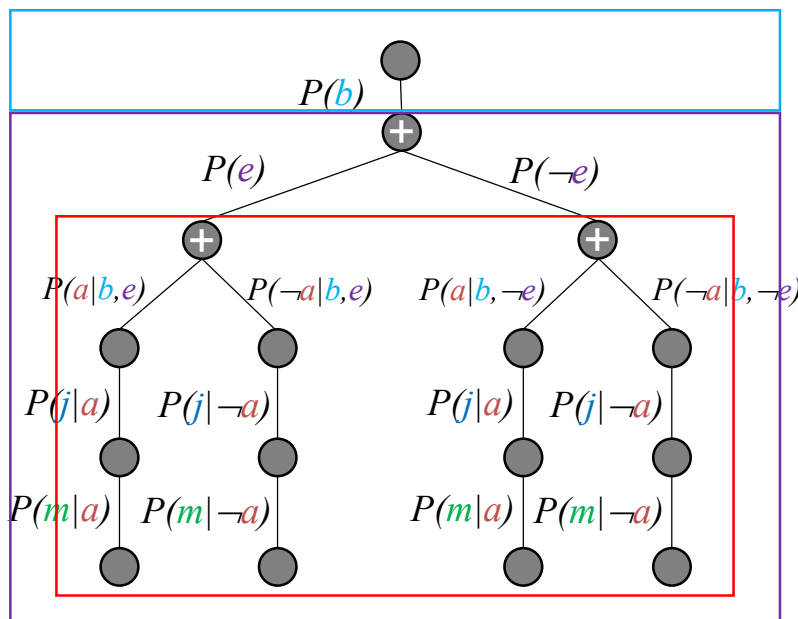 P(b)
+
P(e) P(¬e)
+ +
P(a|b,e) P(¬a|b,e) P(a|b,¬e) P(¬a|b,¬e)
P(j|a) P(j|¬a) P(j|a) P(j|¬a)
P(m|a) P(m|¬a) P(m|a) P(m|¬a)